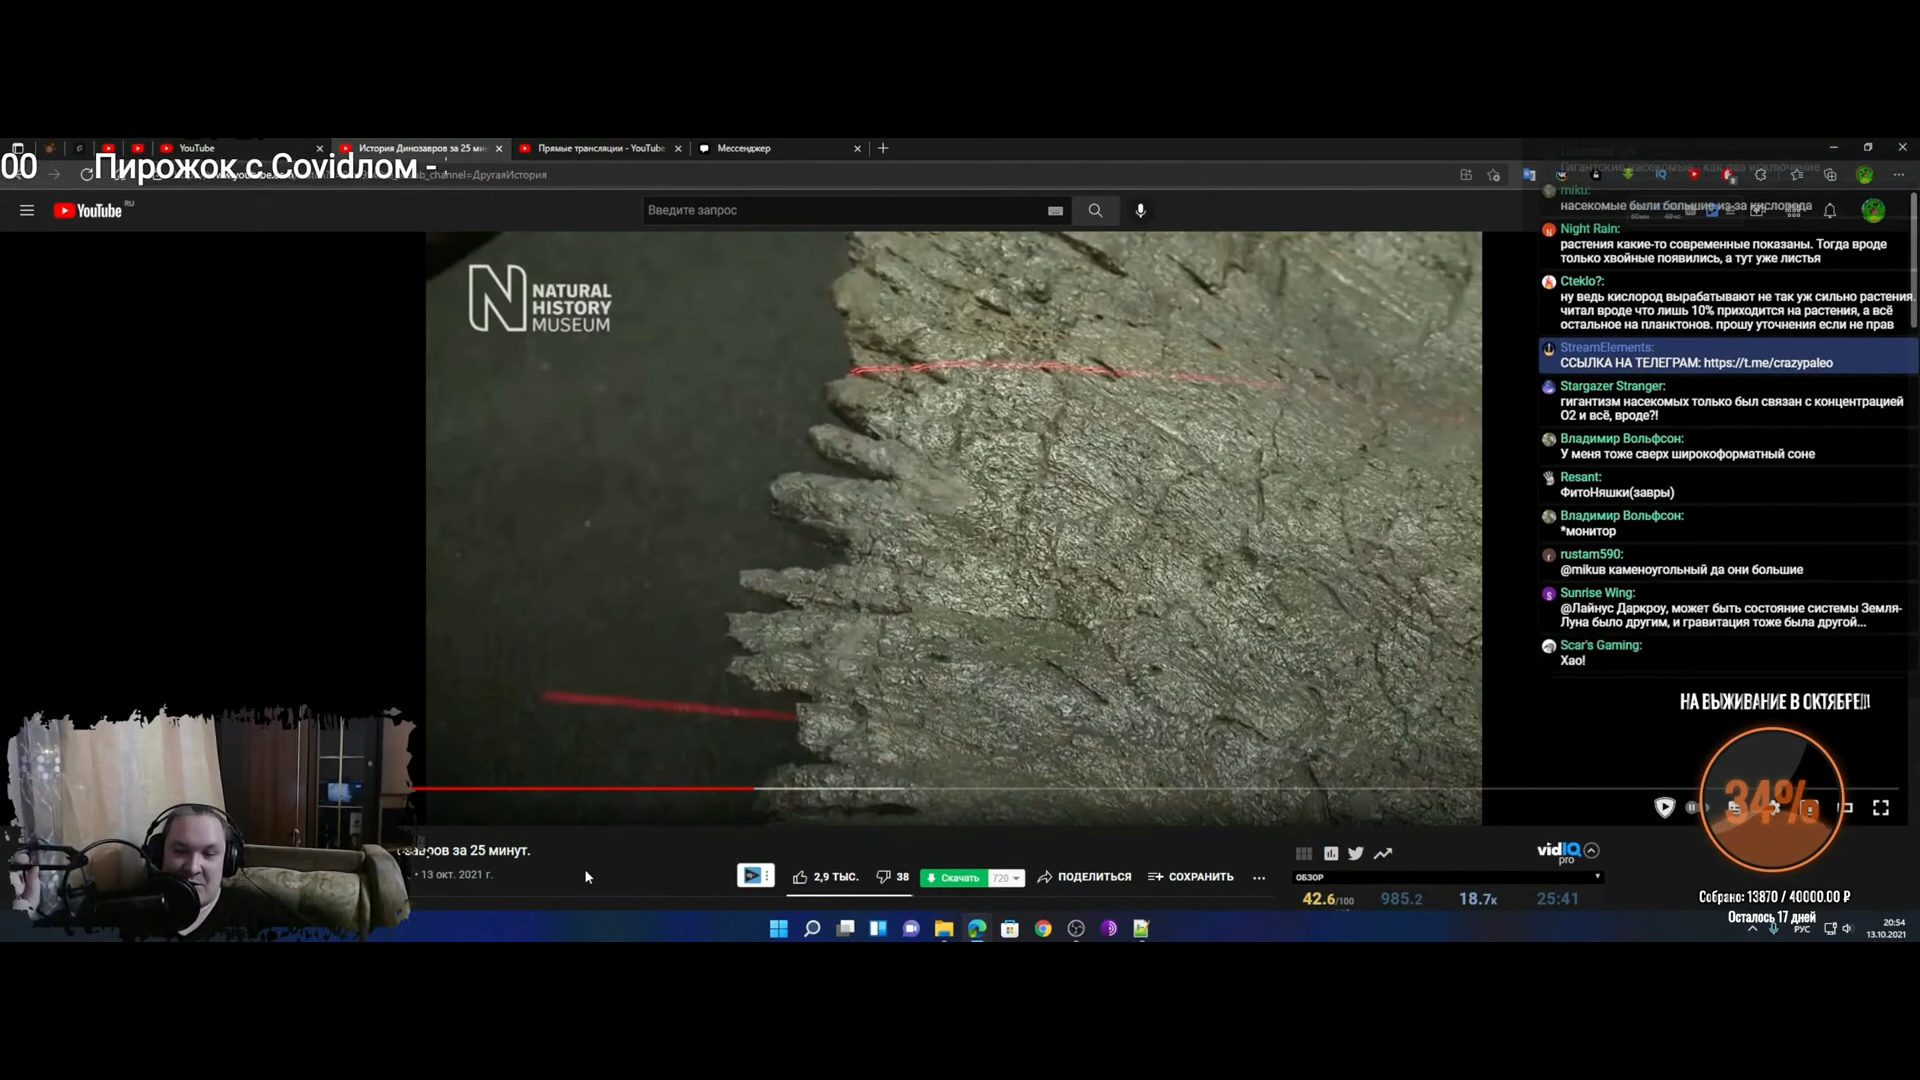 YouTube
История Динозавров за 25 мин
Прямые трансляции - YouTube
Мессенджер
00
Пирожок с Covidлом -
b_channel=ДругаяИстория
YouTube RU
Введите запрос
NATURAL
HISTORY
MUSEUM
miku:
насекомые были большие из-за кислорода
Night Rain:
растения какие-то современные показаны. Тогда вроде
только хвойные появились, а тут уже листья
Cteklo?:
ну ведь кислород вырабатывают не так уж сильно растения.
читал вроде что лишь 10% приходится на растения, а всё
остальное на планктонов. прошу уточнения если не прав
StreamElements:
ССЫЛКА НА ТЕЛЕГРАМ: https://t.me/crazypaleo
Stargazer Stranger:
гигантизм насекомых только был связан с концентрацией
О2 и всё, вроде?!
Владимир Вольфсон:
У меня тоже сверх широкоформатный соне
Resant:
ФитоНяшки(завры)
Владимир Вольфсон:
*монитор
rustam590:
@mikuв каменоугольный да они большие
Sunrise Wing:
@Лайнус Даркроу, может быть состояние системы Земля-
Луна было другим, и гравитация тоже была другой...
Scar's Gaming:
Хао!
НА ВЫЖИВАНИЕ В ОКТЯБРЕ!!!
34%
Собрано: 13870 / 40000.00 ₽
Осталось 17 дней
завров за 25 минут.
• 13 окт. 2021 г.
2,9 ТЫС.
38
Скачать
720
ПОДЕЛИТЬСЯ
СОХРАНИТЬ
vidIQ
pro
ОБЗОР
42.6/100
985.2
18.7к
25:41
РУС
20:54
13.10.2021